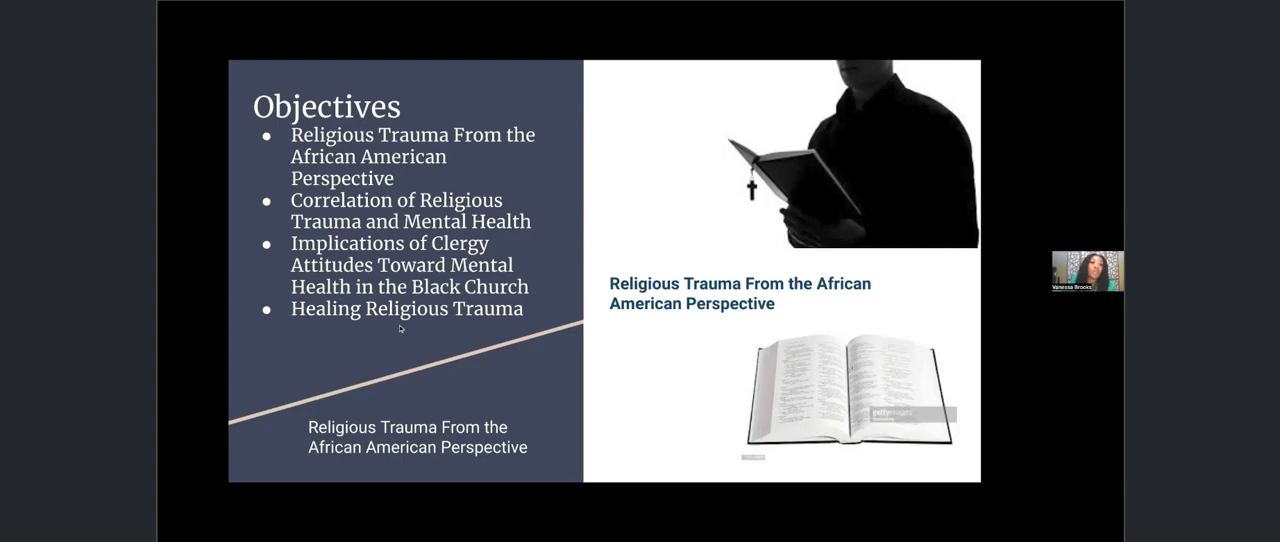 Objectives
● Religious Trauma From the
African American
Perspective
● Correlation of Religious
Trauma and Mental Health
● Implications of Clergy
Attitudes Toward Mental
Health in the Black Church
● Healing Religious Trauma
Religious Trauma From the
African American Perspective
Religious Trauma From the African
American Perspective
gettyimages
Vanessa Brooks